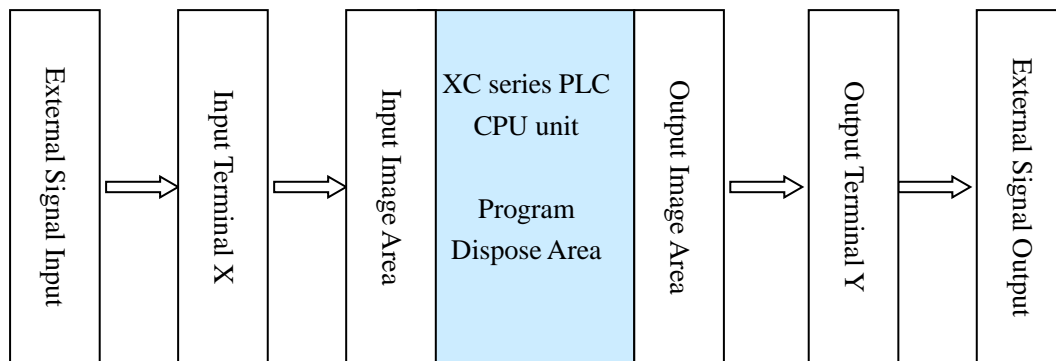 External Signal Input
Input Terminal X
Input Image Area
XC series PLC
CPU unit
Program
Dispose Area
Output Image Area
Output Terminal Y
External Signal Output